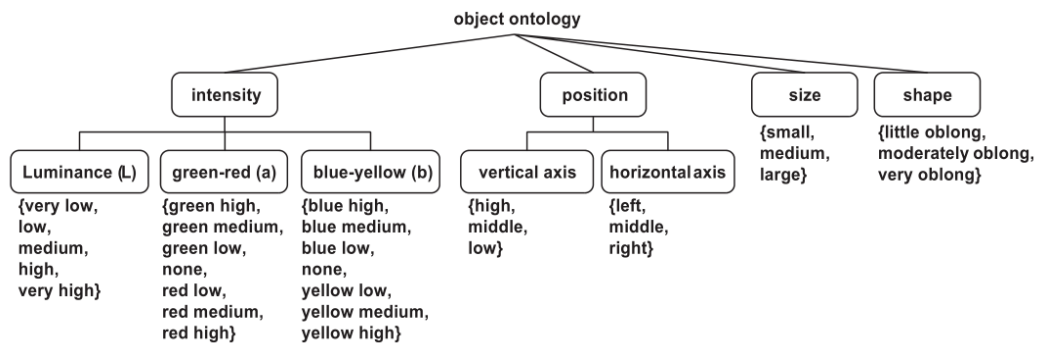 object ontology
intensity
position
size
shape
{small,
medium,
large}
{little oblong,
moderately oblong,
very oblong}
Luminance (L)
green-red (a)
blue-yellow (b)
vertical axis
horizontal axis
{very low,
low,
medium,
high,
very high}
{green high,
green medium,
green low,
none,
red low,
red medium,
red high}
{blue high,
blue medium,
blue low,
none,
yellow low,
yellow medium,
yellow high}
{high,
middle,
low}
{left,
middle,
right}